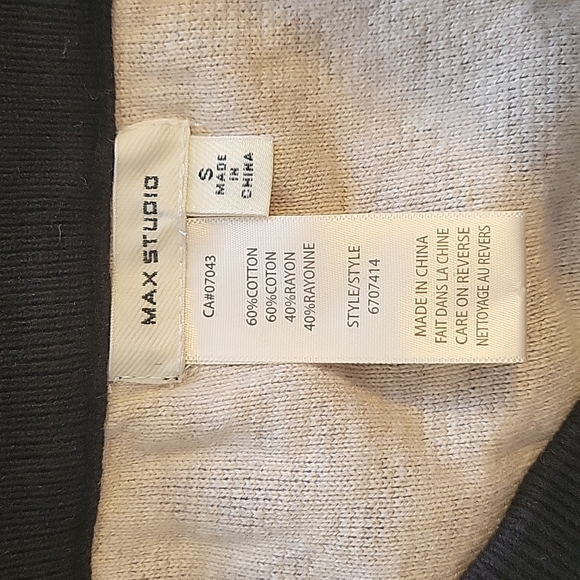 MAX STUDIO
S
MADE
IN
CHINA
CA#07043
60%COTTON
60%COTON
40%RAYON
40%RAYONNE
STYLE/STYLE
6707414
MADE IN CHINA
FAIT DANS LA CHINE
CARE ON REVERSE
NETTOYAGE AU REVERS